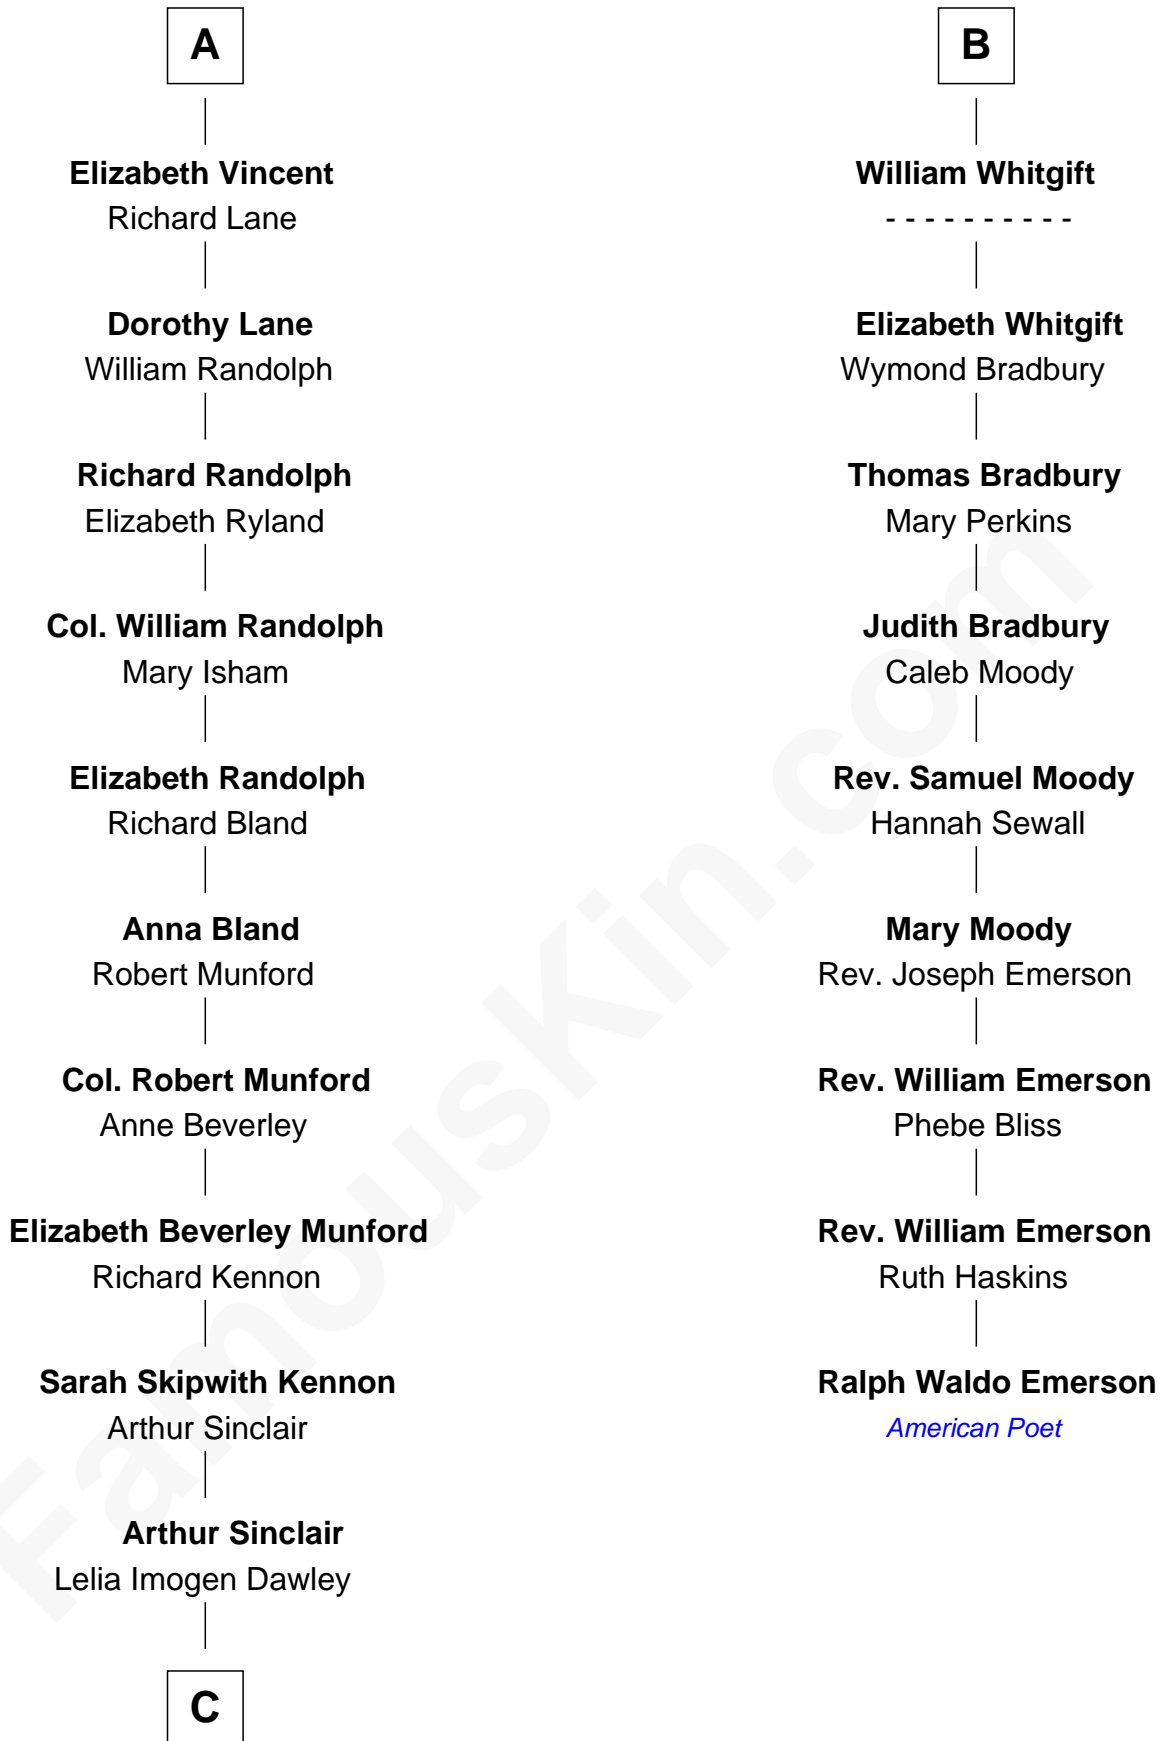 A
Elizabeth Vincent
Richard Lane
Dorothy Lane
William Randolph
Richard Randolph
Elizabeth Ryland
Col. William Randolph
Mary Isham
Elizabeth Randolph
Richard Bland
Anna Bland
Robert Munford
Col. Robert Munford
Anne Beverley
Elizabeth Beverley Munford
Richard Kennon
Sarah Skipwith Kennon
Arthur Sinclair
Arthur Sinclair
Lelia Imogen Dawley
C
B
William Whitgift
- - - - - - - - - -
Elizabeth Whitgift
Wymond Bradbury
Thomas Bradbury
Mary Perkins
Judith Bradbury
Caleb Moody
Rev. Samuel Moody
Hannah Sewall
Mary Moody
Rev. Joseph Emerson
Rev. William Emerson
Phebe Bliss
Rev. William Emerson
Ruth Haskins
Ralph Waldo Emerson
American Poet
FamousKin.com